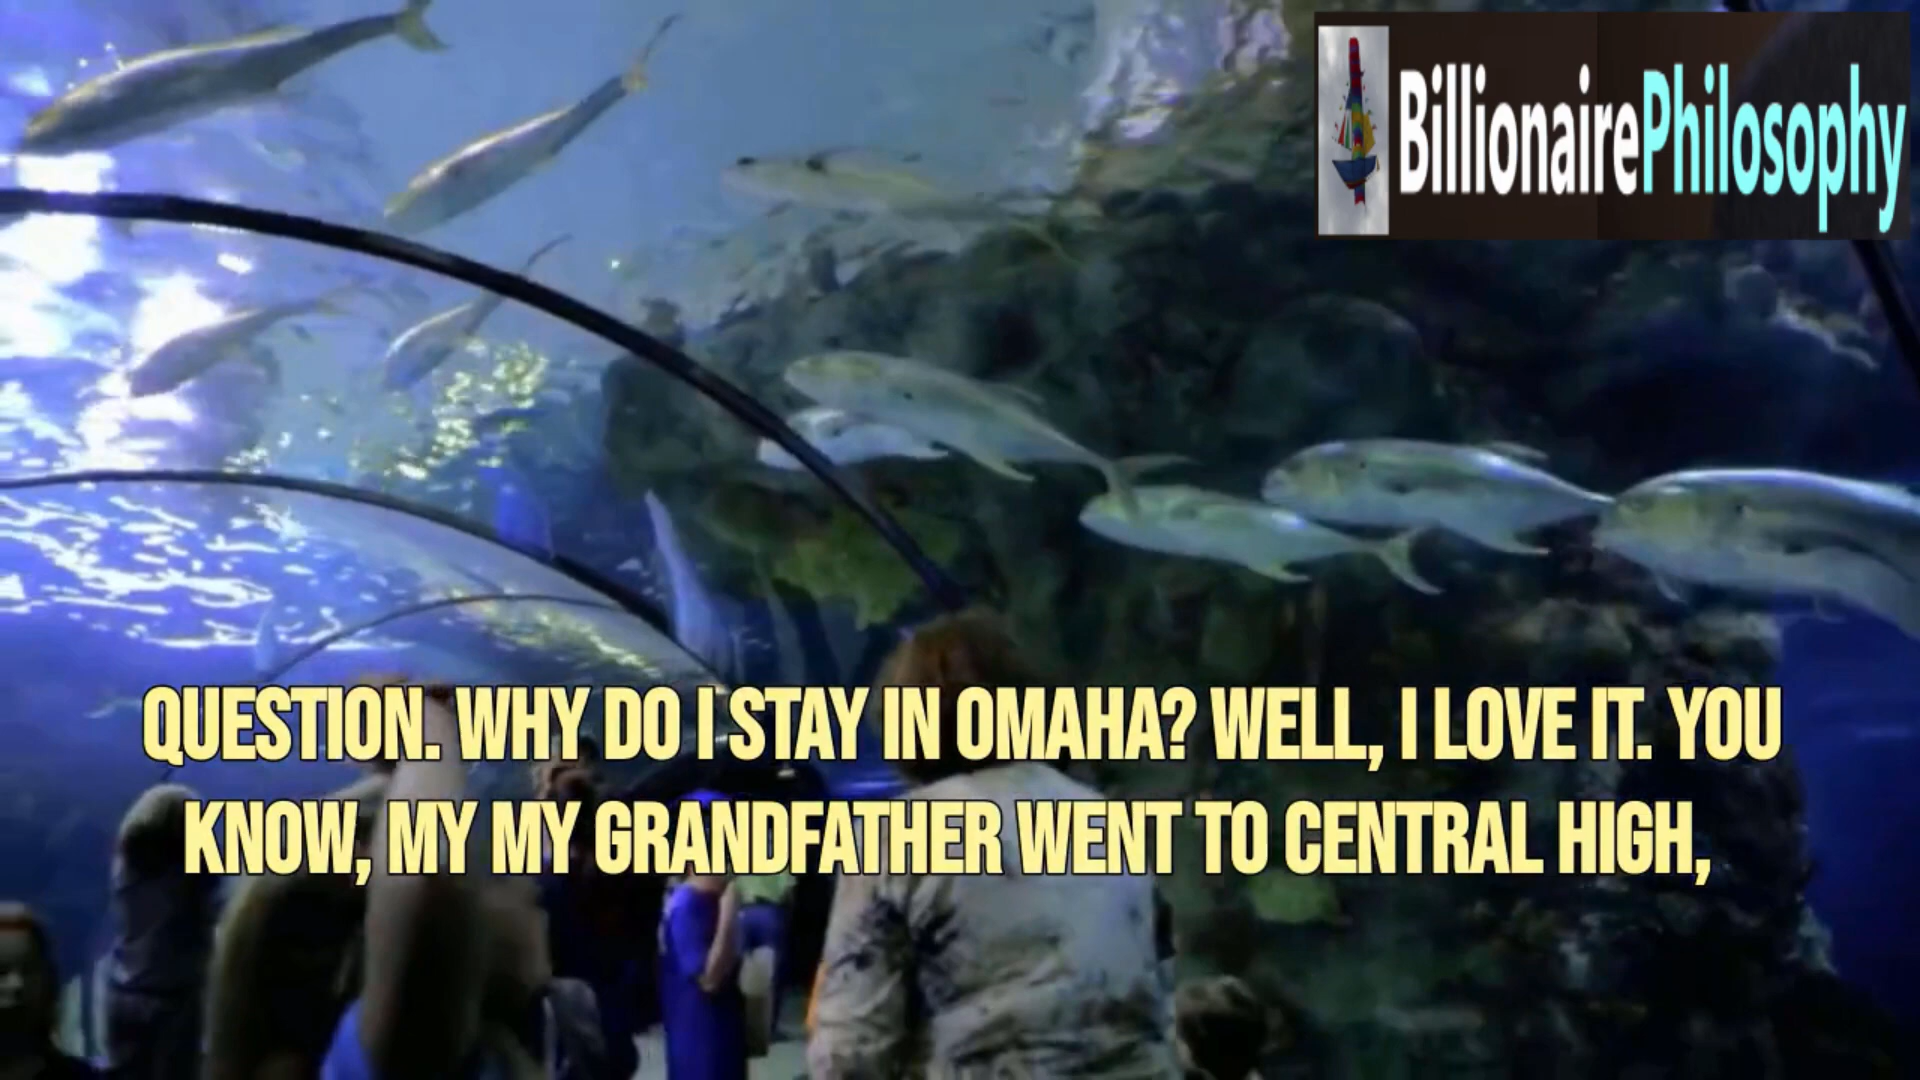 BillionairePhilosophy
QUESTION. WHY DO I STAY IN OMAHA? WELL, I LOVE IT. YOU
KNOW, MY MY GRANDFATHER WENT TO CENTRAL HIGH,